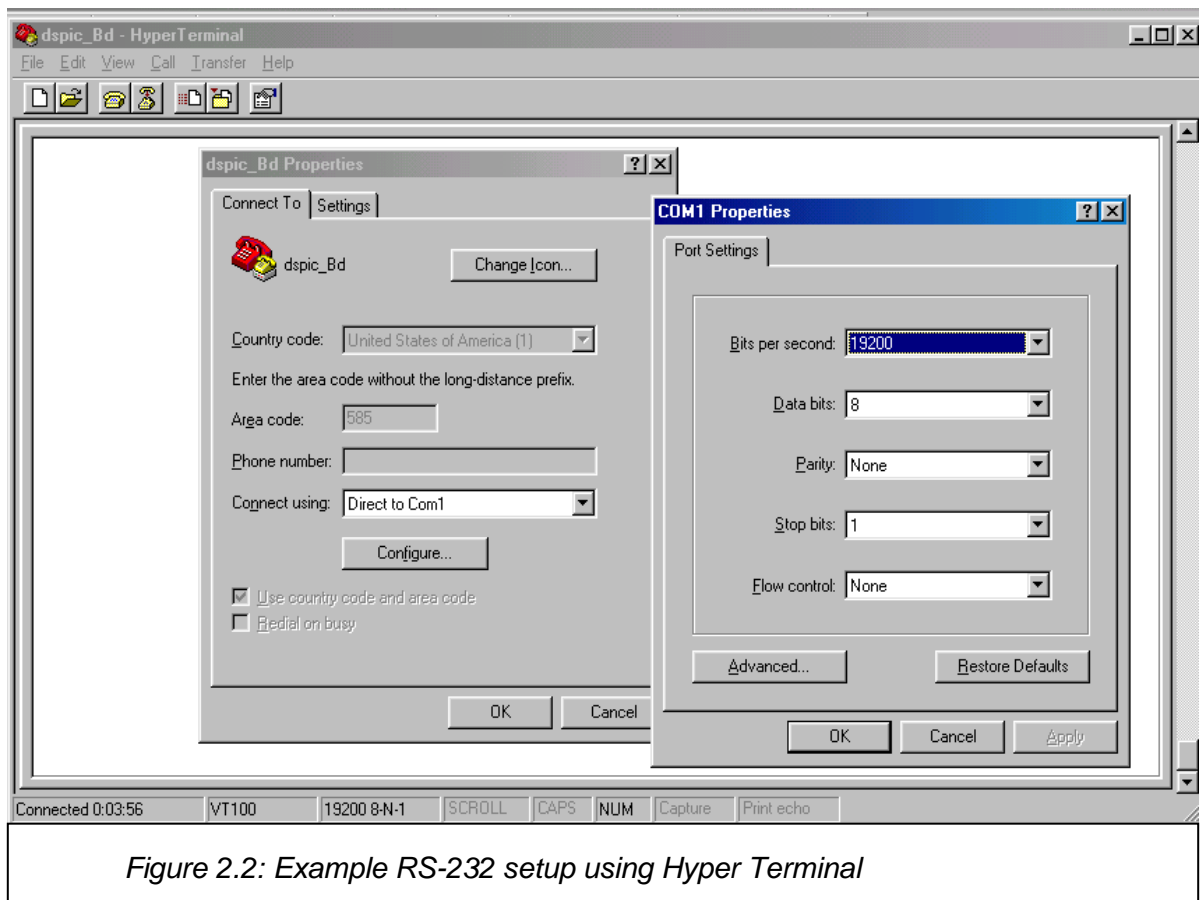 dspic_Bd - HyperTerminal
File Edit View Call Transfer Help
dspic_Bd Properties
Connect To Settings
dspic_Bd
Change Icon...
Country code: United States of America (1)
Enter the area code without the long-distance prefix.
Area code: 585
Phone number:
Connect using: Direct to Com1
Configure...
Use country code and area code
Redial on busy
OK Cancel
COM1 Properties
Port Settings
Bits per second: 19200
Data bits: 8
Parity: None
Stop bits: 1
Flow control: None
Advanced... Restore Defaults
OK Cancel Apply
Connected 0:03:56 VT100 19200 8-N-1 SCROLL CAPS NUM Capture Print echo
Figure 2.2: Example RS-232 setup using Hyper Terminal